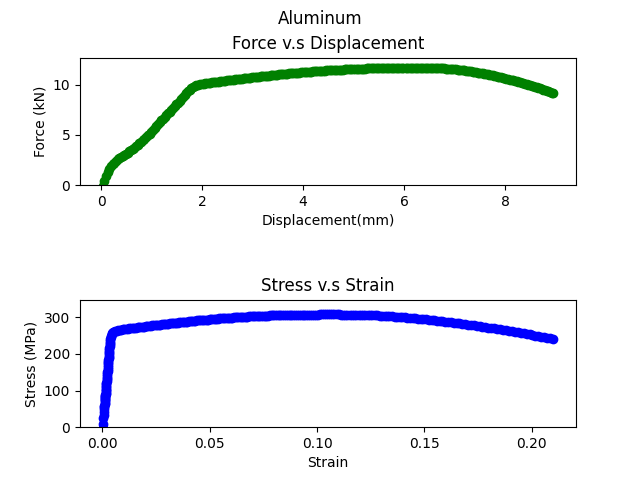 Aluminum
Force v.s Displacement
10
5
0
Force (kN)
0 2 4 6 8
Displacement(mm)
Stress v.s Strain
300
200
100
0
Stress (MPa)
0.00 0.05 0.10 0.15 0.20
Strain